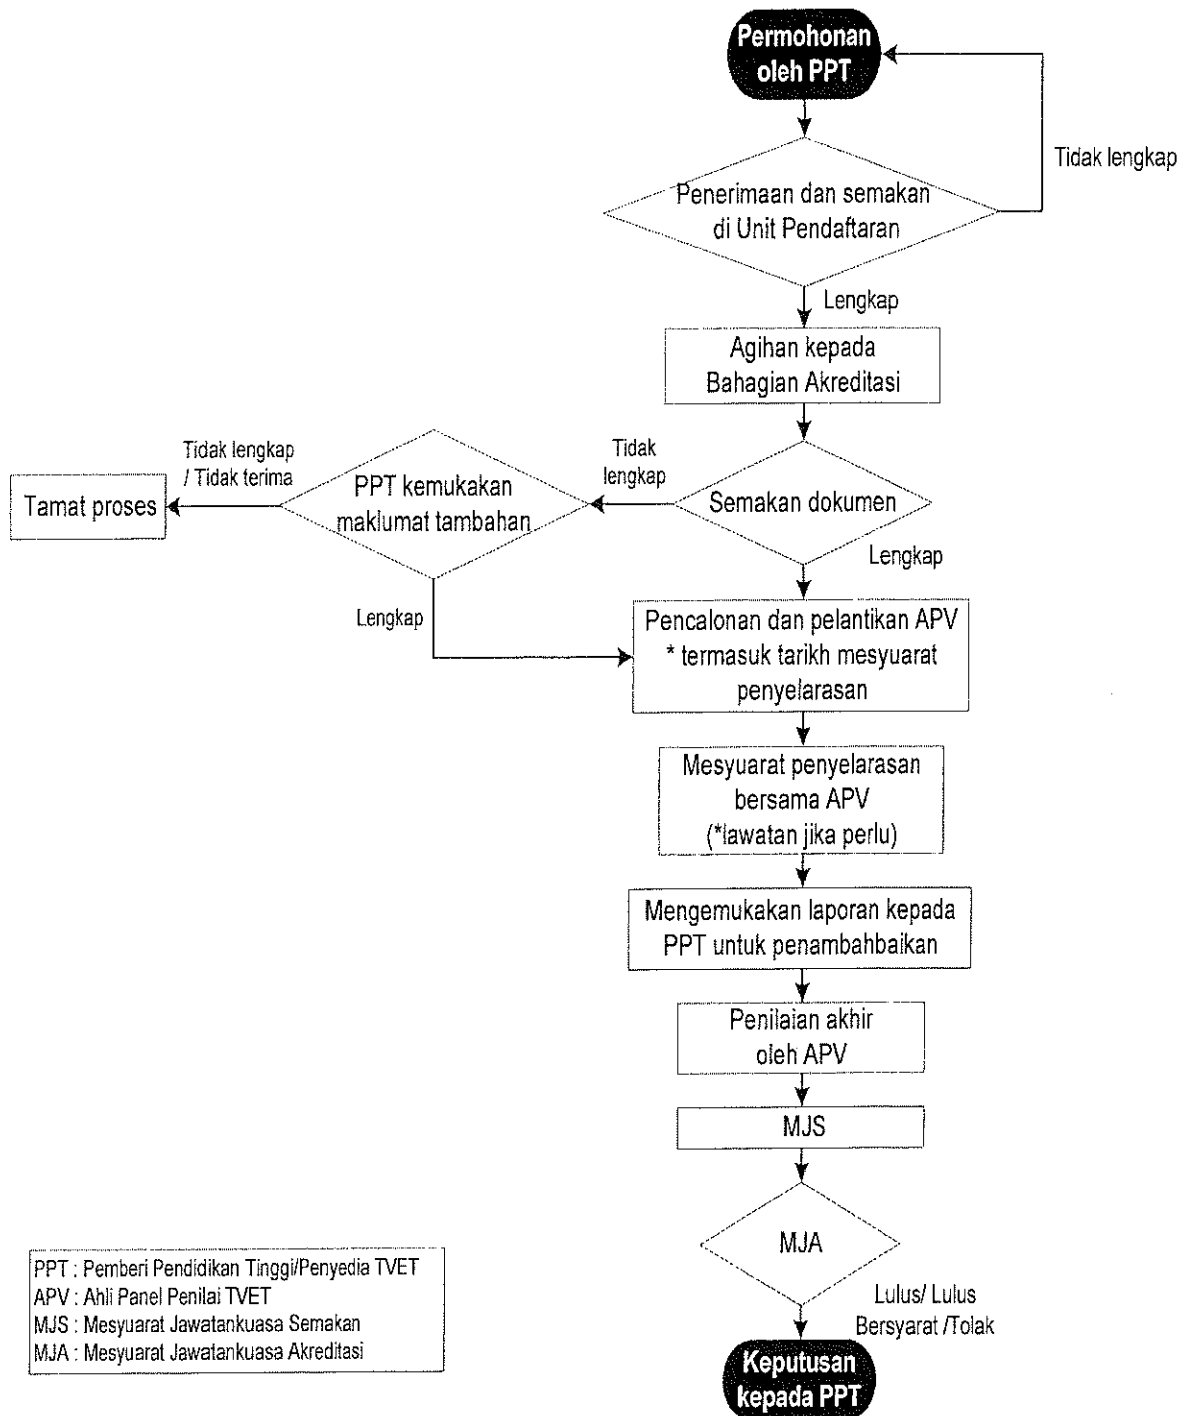 Permohonan
oleh PPT
Tidak lengkap
Penerimaan dan semakan
di Unit Pendaftaran
Lengkap
Agihan kepada
Bahagian Akreditasi
Tidak lengkap
/ Tidak terima
Tidak
lengkap
Tamat proses
PPT kemukakan
maklumat tambahan
Semakan dokumen
Lengkap
Lengkap
Pencalonan dan pelantikan APV
* termasuk tarikh mesyuarat
penyelarasan
Mesyuarat penyelarasan
bersama APV
(*lawatan jika perlu)
Mengemukakan laporan kepada
PPT untuk penambahbaikan
Penilaian akhir
oleh APV
MJS
MJA
Lulus/ Lulus
Bersyarat /Tolak
Keputusan
kepada PPT
PPT : Pemberi Pendidikan Tinggi/Penyedia TVET
APV : Ahli Panel Penilai TVET
MJS : Mesyuarat Jawatankuasa Semakan
MJA : Mesyuarat Jawatankuasa Akreditasi